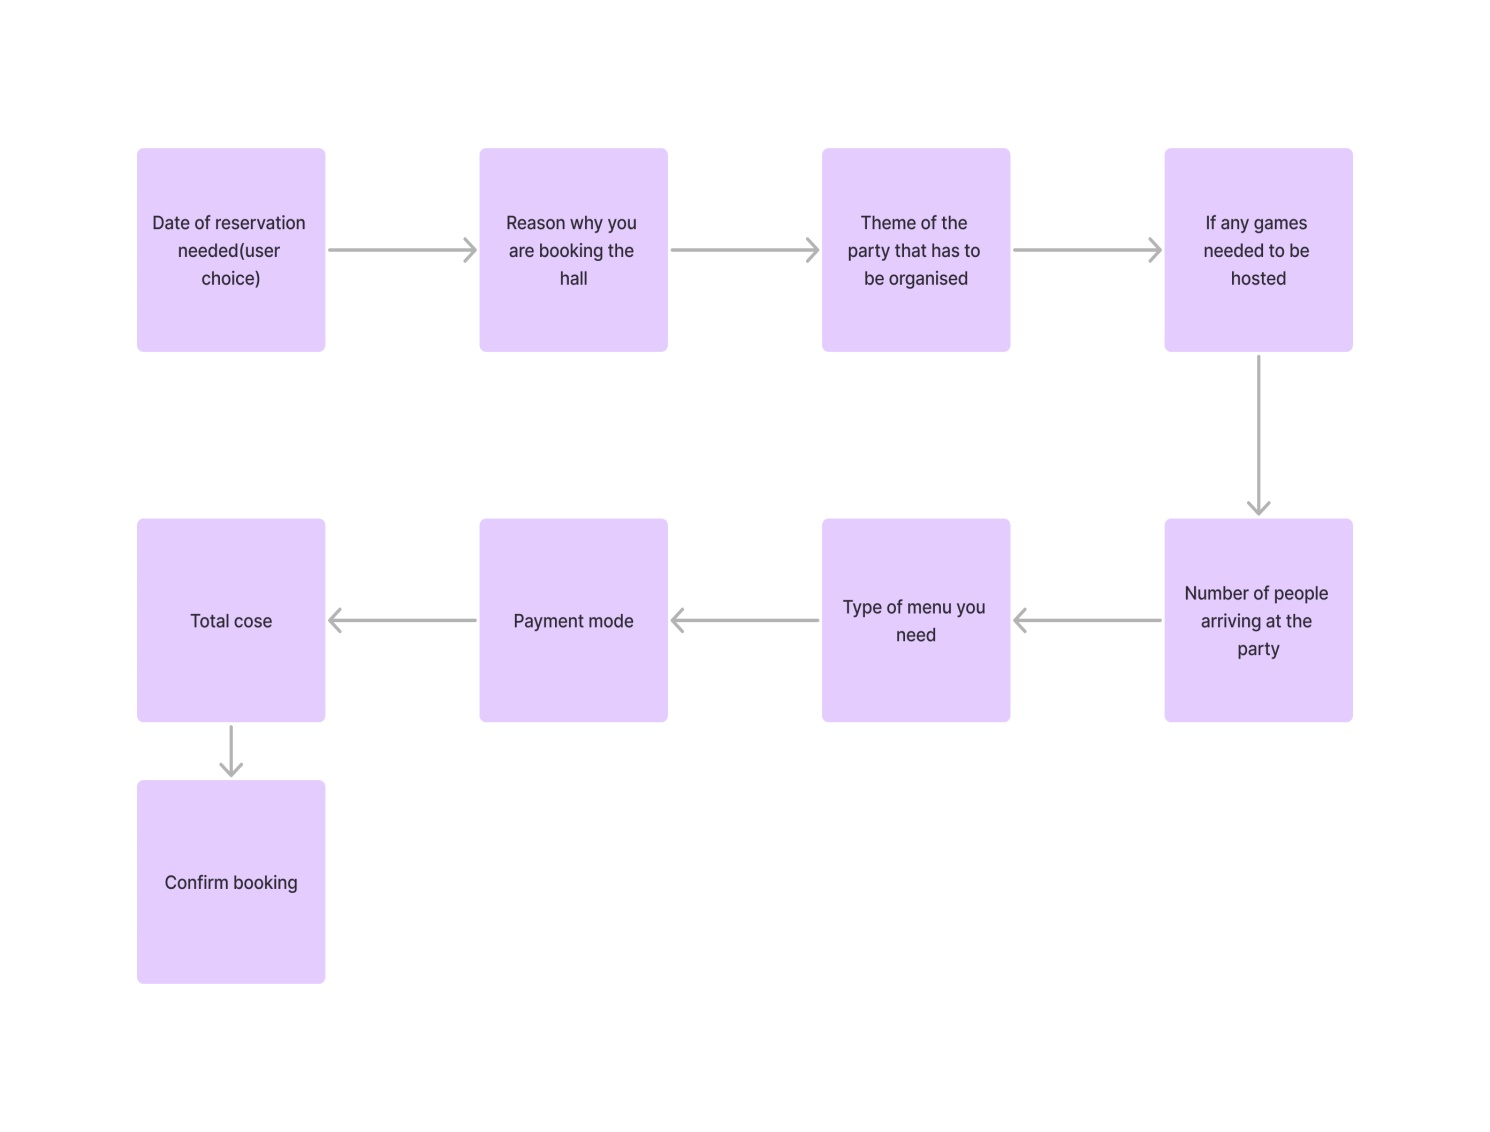 Date of reservation
needed(user
choice)
Reason why you
are booking the
hall
Theme of the
party that has to
be organised
If any games
needed to be
hosted
Number of people
arriving at the
party
Type of menu you
need
Payment mode
Total cose
Confirm booking